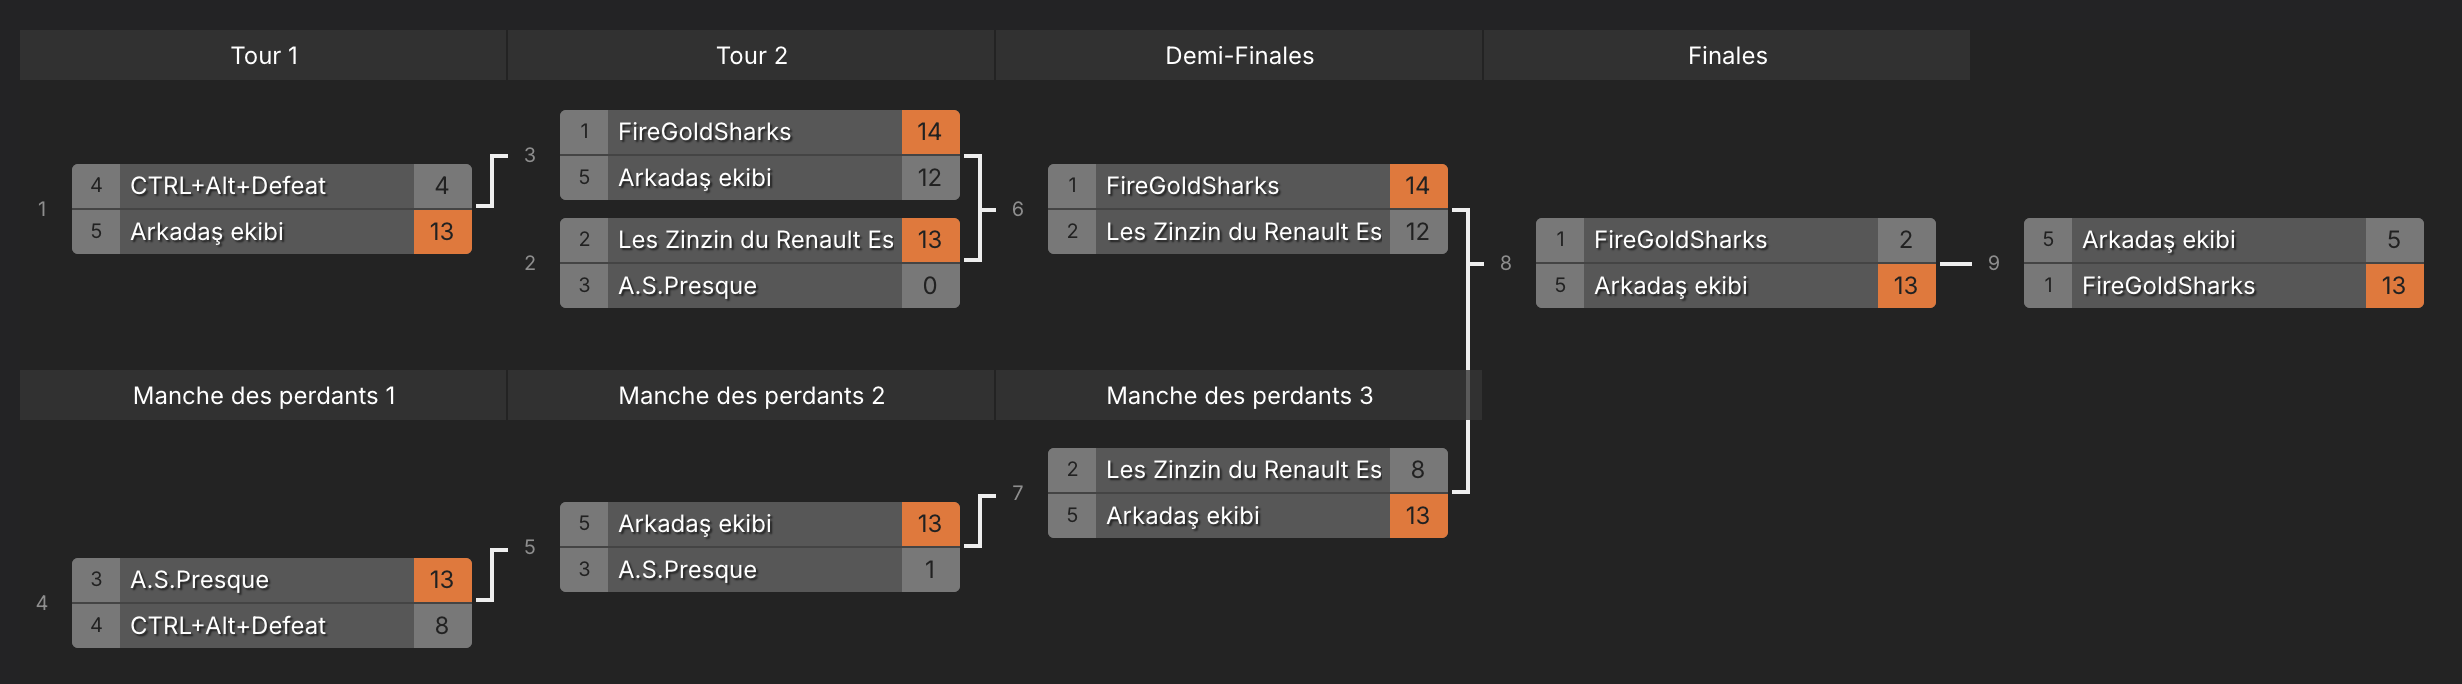 Tour 1
Tour 2
Demi-Finales
Finales
1
4 CTRL+Alt+Defeat 4
5 Arkadaş ekibi 13
3
1 FireGoldSharks 14
5 Arkadaş ekibi 12
2
2 Les Zinzin du Renault Es 13
3 A.S.Presque 0
6
1 FireGoldSharks 14
2 Les Zinzin du Renault Es 12
8
1 FireGoldSharks 2
5 Arkadaş ekibi 13
9
5 Arkadaş ekibi 5
1 FireGoldSharks 13
Manche des perdants 1
Manche des perdants 2
Manche des perdants 3
4
3 A.S.Presque 13
4 CTRL+Alt+Defeat 8
5
5 Arkadaş ekibi 13
3 A.S.Presque 1
7
2 Les Zinzin du Renault Es 8
5 Arkadaş ekibi 13